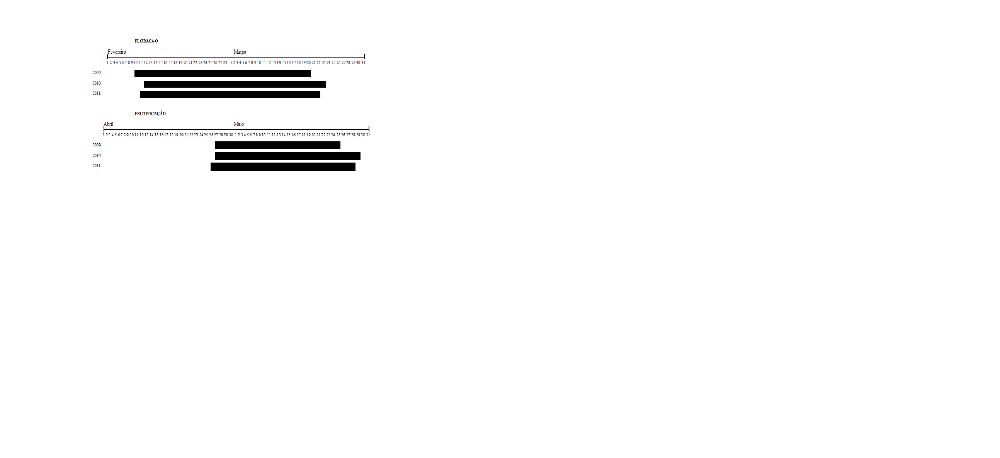 FLORAÇÃO
Fevereiro Março
1 2 3 4 5 6 7 8 9 10 11 12 13 14 15 16 17 18 19 20 21 22 23 24 25 26 27 28 1 2 3 4 5 6 7 8 9 10 11 12 13 14 15 16 17 18 19 20 21 22 23 24 25 26 27 28 29 30 31
2009
2010
2011
FRUTIFICAÇÃO
Abril Maio
1 2 3 4 5 6 7 8 9 10 11 12 13 14 15 16 17 18 19 20 21 22 23 24 25 26 27 28 29 30 1 2 3 4 5 6 7 8 9 10 11 12 13 14 15 16 17 18 19 20 21 22 23 24 25 26 27 28 29 30 31
2009
2010
2011